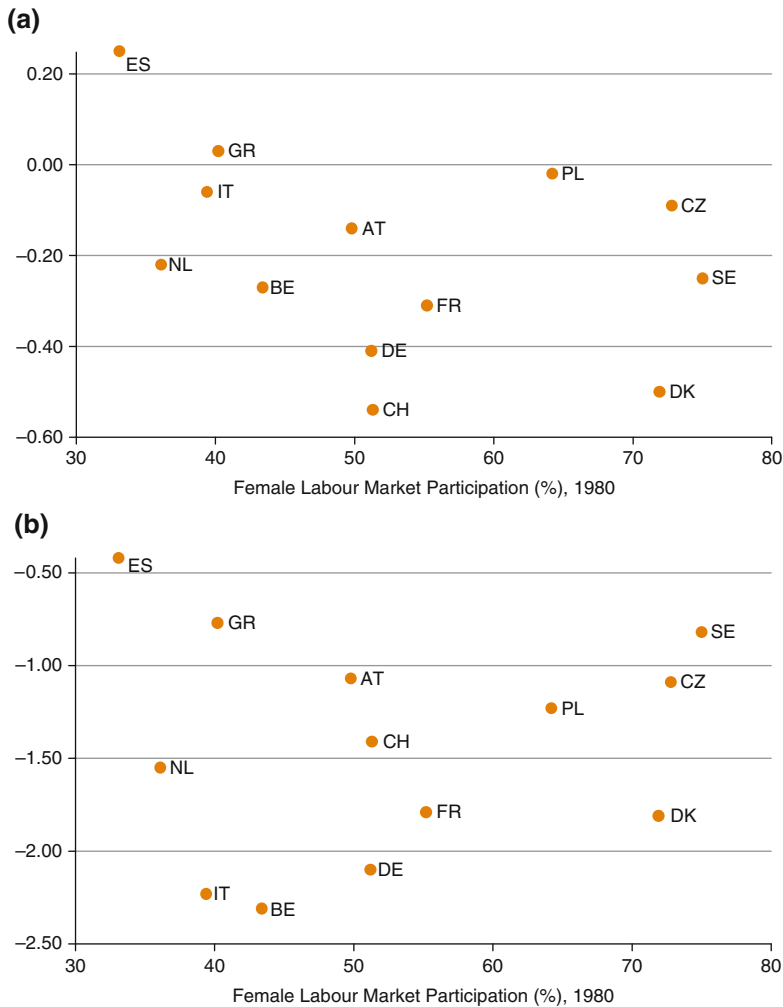 (a)
ES
0.20
GR
0.00
PL
IT
CZ
AT
–0.20
NL
SE
BE
FR
–0.40
DE
DK
CH
–0.60
30 40 50 60 70 80
Female Labour Market Participation (%), 1980
(b)
ES
–0.50
GR
SE
–1.00
AT
CZ
PL
CH
–1.50
NL
FR
DK
–2.00
DE
IT
BE
–2.50
30 40 50 60 70 80
Female Labour Market Participation (%), 1980